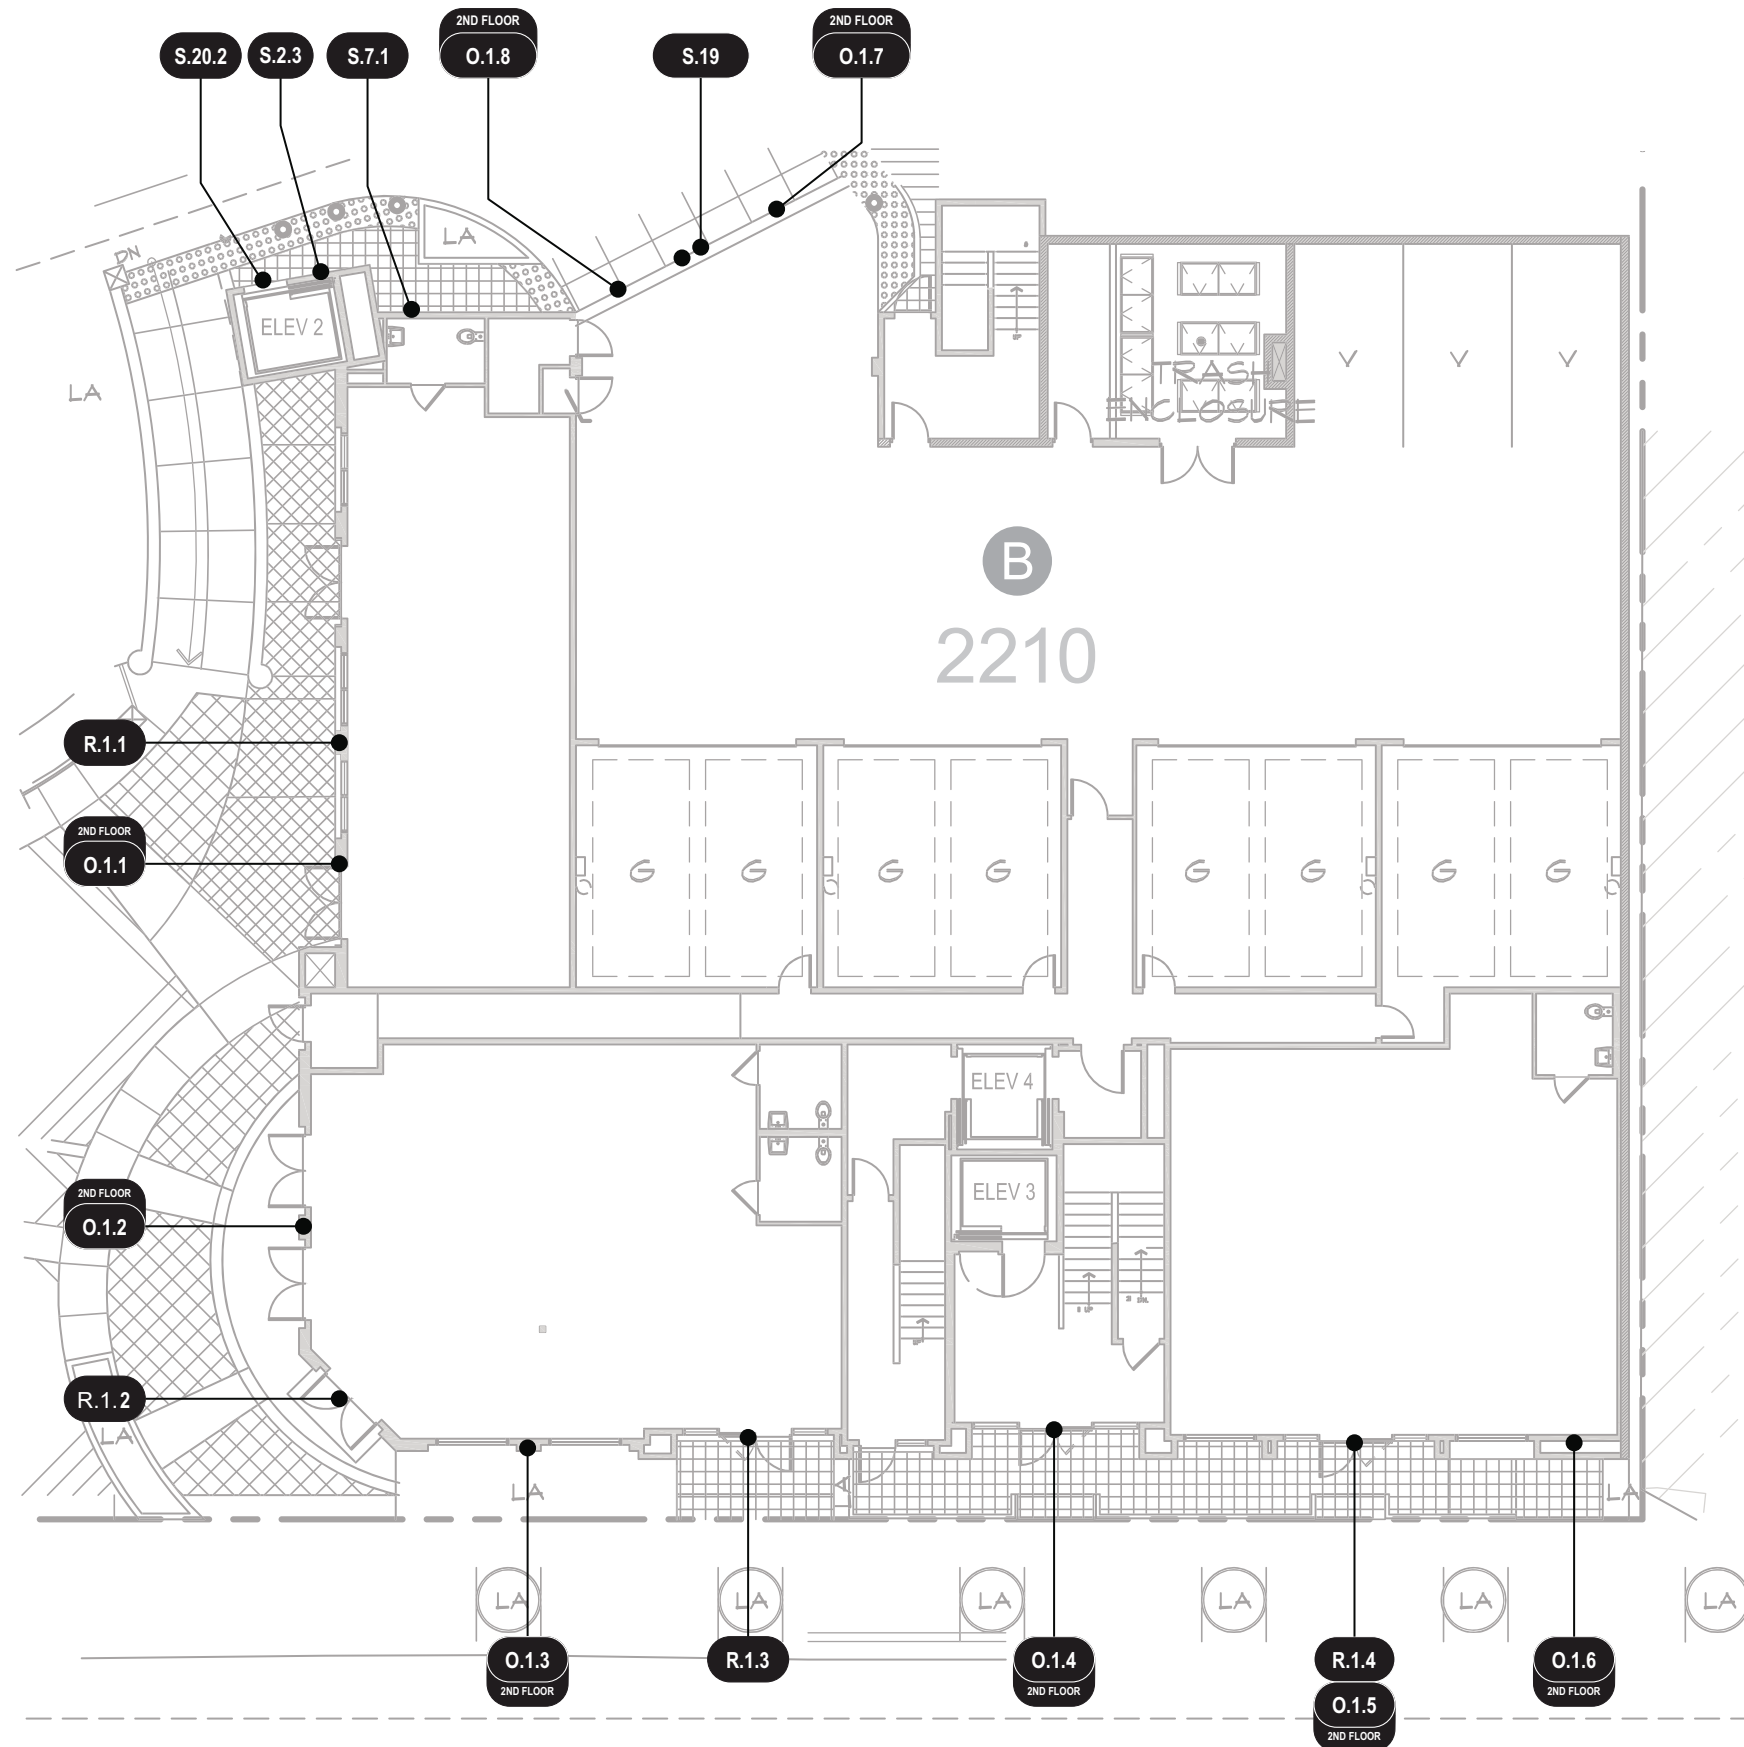 2ND FLOOR
2ND FLOOR
S.20.2
S.2.3
S.7.1
O.1.8
S.19
O.1.7
DN
LA
ELEV 2
LA
TRASH
ENCLOSURE
V
V
V
UP
B
2210
R.1.1
2ND FLOOR
O.1.1
G
G
G
G
G
G
G
G
ELEV 4
ELEV 3
2ND FLOOR
O.1.2
UP
DN.
R.1.2
LA
LA
LA
LA
LA
LA
LA
LA
LA
O.1.3
2ND FLOOR
R.1.3
O.1.4
2ND FLOOR
R.1.4
O.1.5
2ND FLOOR
O.1.6
2ND FLOOR